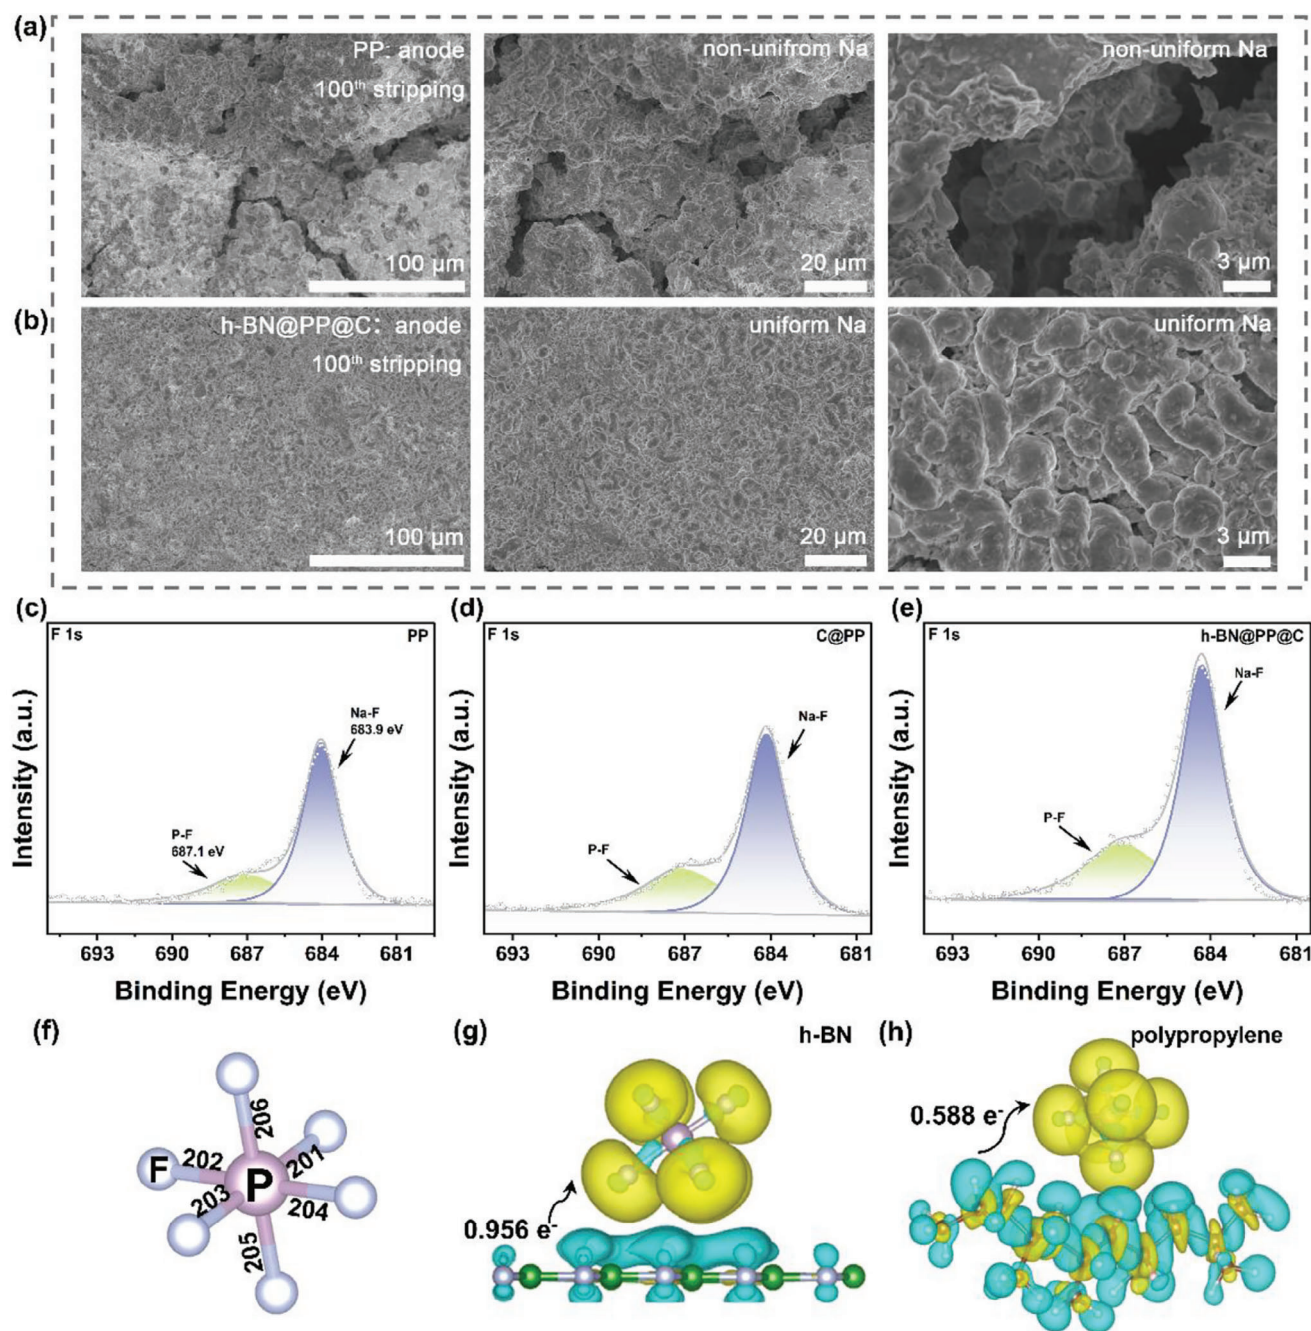 (a)
PP: anode
100th stripping
100 μm
non-unifrom Na
20 μm
non-uniform Na
3 μm
(b)
h-BN@PP@C: anode
100th stripping
100 μm
uniform Na
20 μm
uniform Na
3 μm
(c)
F 1s
PP
Na-F
683.9 eV
P-F
687.1 eV
Intensity (a.u.)
693 690 687 684 681
Binding Energy (eV)
(d)
F 1s
C@PP
Na-F
P-F
Intensity (a.u.)
693 690 687 684 681
Binding Energy (eV)
(e)
F 1s
h-BN@PP@C
Na-F
P-F
Intensity (a.u.)
693 690 687 684 681
Binding Energy (eV)
(f)
206
F 202
201
P
203
204
205
(g)
h-BN
0.956 e-
(h)
polypropylene
0.588 e-